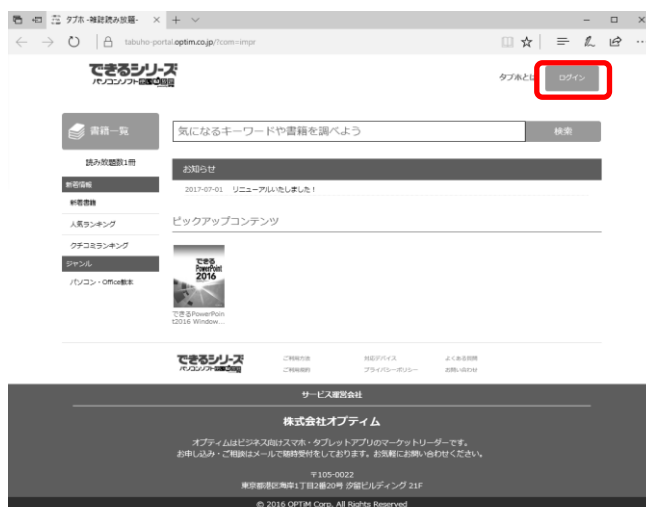 タブホ -雑誌読み放題-
tabuho-portal.optim.co.jp/?com=impr
できるシリーズ
タブホとは
ログイン
書籍一覧
気になるキーワードや書籍を調べよう
検索
読み放題数1冊
お知らせ
2017-07-01 リニューアルいたしました！
新着情報
新着書籍
人気ランキング
クチコミランキング
ジャンル
パソコン・Office教本
ピックアップコンテンツ
できる
PowerPoint
2016
できるPowerPoin
t2016 Window...
できるシリーズ
ご利用方法
対応デバイス
よくある質問
ご利用規約
プライバシーポリシー
お問い合わせ
サービス運営会社
株式会社オプティム
オプティムはビジネス向けスマホ・タブレットアプリのマーケットリーダーです。
お申し込み・ご相談はメールで随時受付をしております。お気軽にお問い合わせください。
〒105-0022
東京都港区海岸1丁目2番20号 汐留ビルディング 21F
© 2016 OPTiM Corp. All Rights Reserved